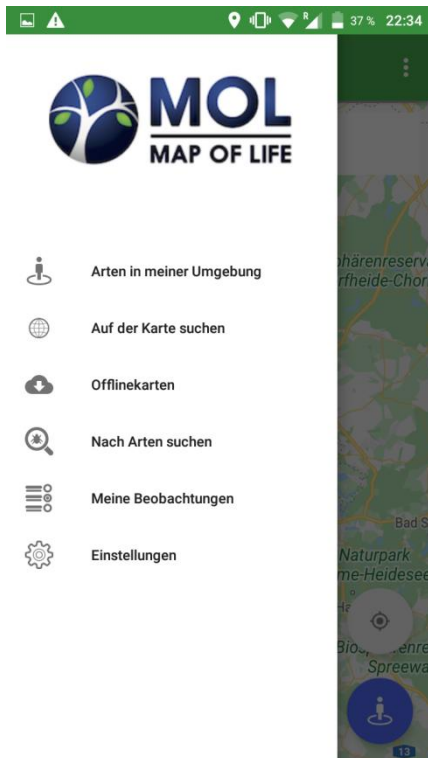 R
37 % 22:34
MOL
MAP OF LIFE
Arten in meiner Umgebung
Auf der Karte suchen
Offlinekarten
Nach Arten suchen
Meine Beobachtungen
Einstellungen
Bad S
Naturpark
13